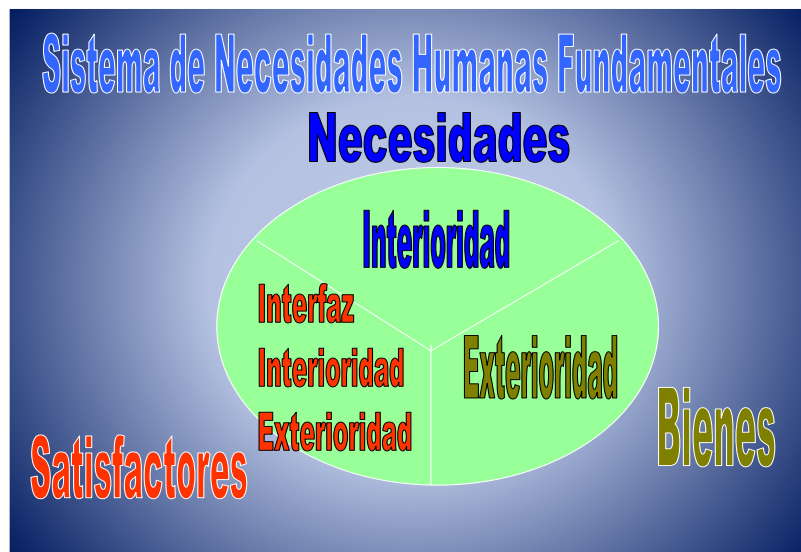 Sistema de Necesidades Humanas Fundamentales
Necesidades
Interioridad
Interfaz
Interioridad
Exterioridad
Exterioridad
Bienes
Satisfactores